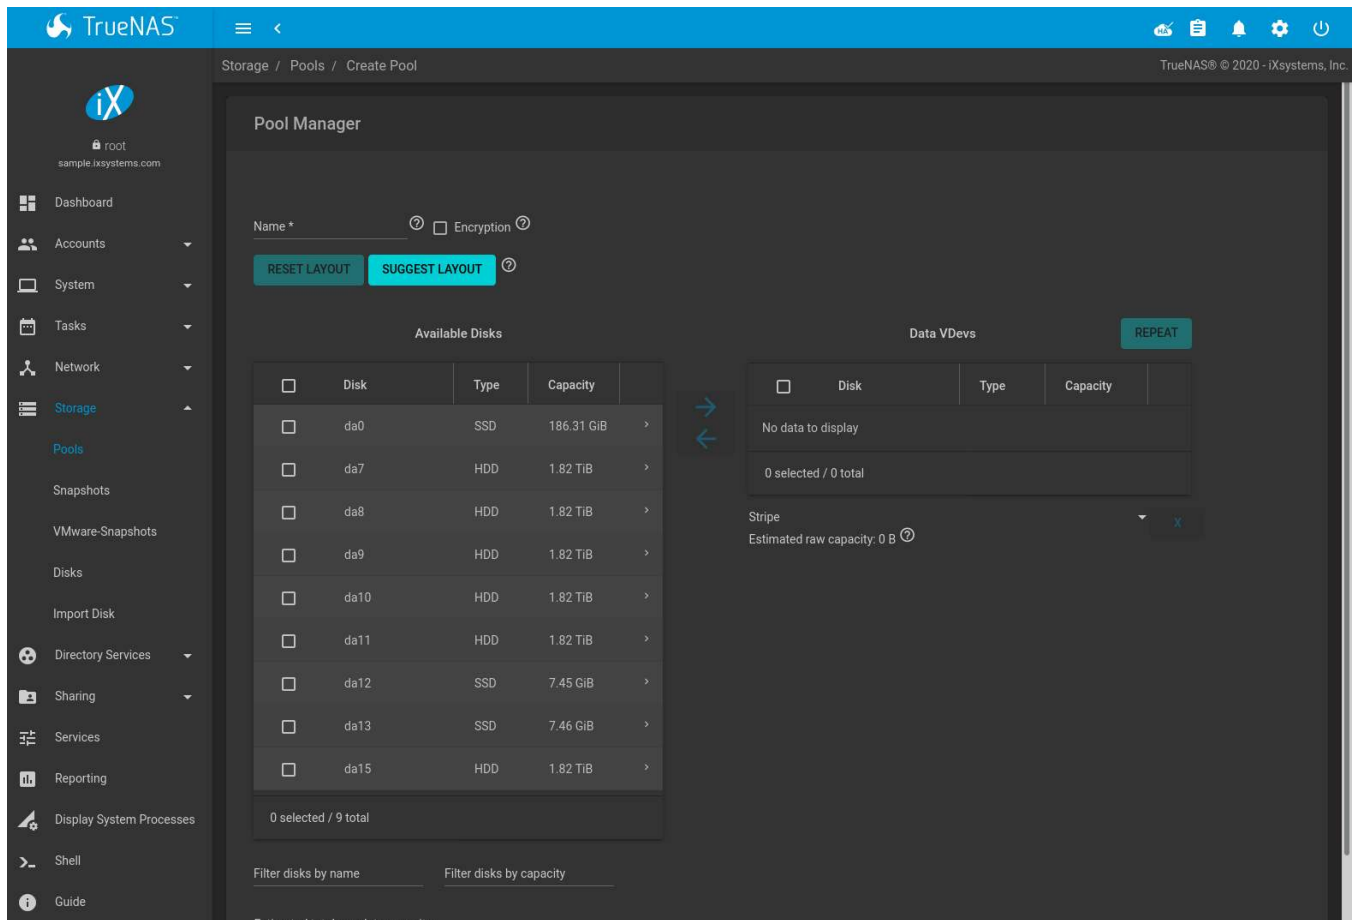 TrueNAS™
HA
Storage / Pools / Create Pool
TrueNAS® © 2020 - iXsystems, Inc.
iX
root
sample.ixsystems.com
Dashboard
Accounts
System
Tasks
Network
Storage
Pools
Snapshots
VMware-Snapshots
Disks
Import Disk
Directory Services
Sharing
Services
Reporting
Display System Processes
Shell
Guide
Pool Manager
Name *
Encryption
RESET LAYOUT SUGGEST LAYOUT
Available Disks
Disk Type Capacity
da0 SSD 186.31 GiB
da7 HDD 1.82 TiB
da8 HDD 1.82 TiB
da9 HDD 1.82 TiB
da10 HDD 1.82 TiB
da11 HDD 1.82 TiB
da12 SSD 7.45 GiB
da13 SSD 7.46 GiB
da15 HDD 1.82 TiB
0 selected / 9 total
Filter disks by name Filter disks by capacity
Data VDevs REPEAT
Disk Type Capacity
No data to display
0 selected / 0 total
Stripe
X
Estimated raw capacity: 0 B